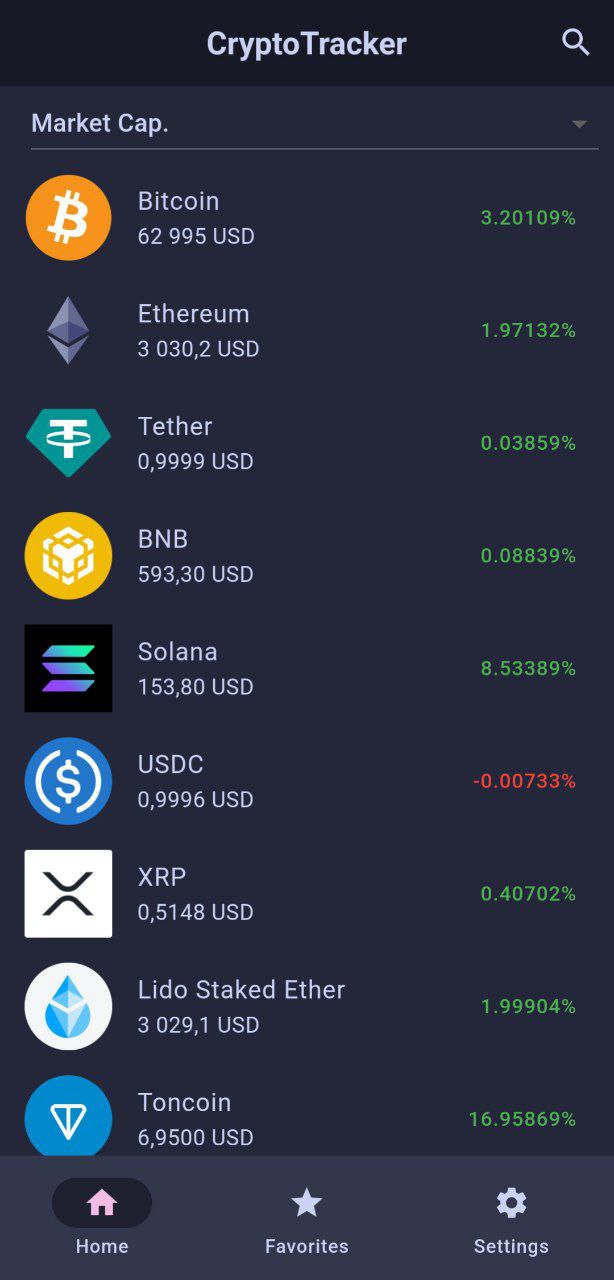 CryptoTracker
Market Cap.
Bitcoin
62 995 USD
3.20109%
Ethereum
3 030,2 USD
1.97132%
Tether
0,9999 USD
0.03859%
BNB
593,30 USD
0.08839%
Solana
153,80 USD
8.53389%
USDC
0,9996 USD
-0.00733%
XRP
0,5148 USD
0.40702%
Lido Staked Ether
3 029,1 USD
1.99904%
Toncoin
6,9500 USD
16.95869%
Home
Favorites
Settings